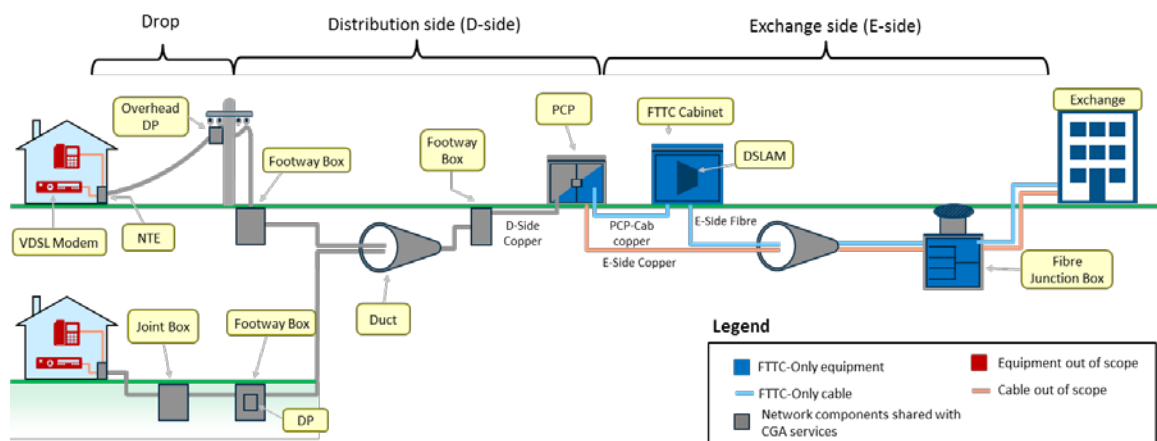 Drop
Distribution side (D-side)
Exchange side (E-side)
Overhead
DP
PCP
FTTC Cabinet
Exchange
Footway Box
Footway
Box
DSLAM
VDSL Modem
NTE
D-Side
Copper
PCP-Cab
copper
E-Side Fibre
E-Side Copper
Fibre
Junction Box
Duct
Joint Box
Footway Box
DP
Legend
FTTC-Only equipment
Equipment out of scope
FTTC-Only cable
Cable out of scope
Network components shared with
CGA services